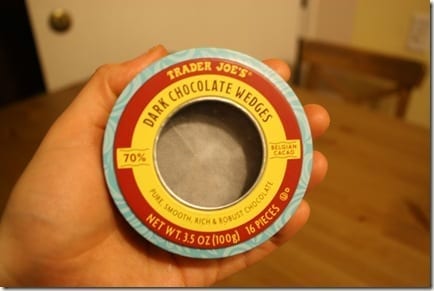 TRADER JOE'S®
DARK CHOCOLATE WEDGES
70%
BELGIAN
CACAO
PURE, SMOOTH, RICH & ROBUST CHOCOLATE
NET WT. 3.5 OZ (100g) 16 PIECES